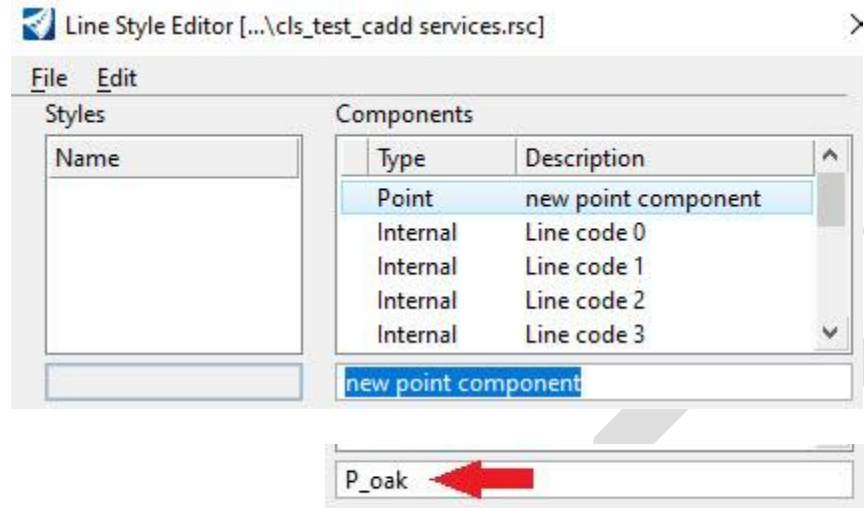 Line Style Editor [...\cls_test_cadd services.rsc]
File Edit
Styles Components
Name Type Description
Point new point component
Internal Line code 0
Internal Line code 1
Internal Line code 2
Internal Line code 3
new point component
P_oak